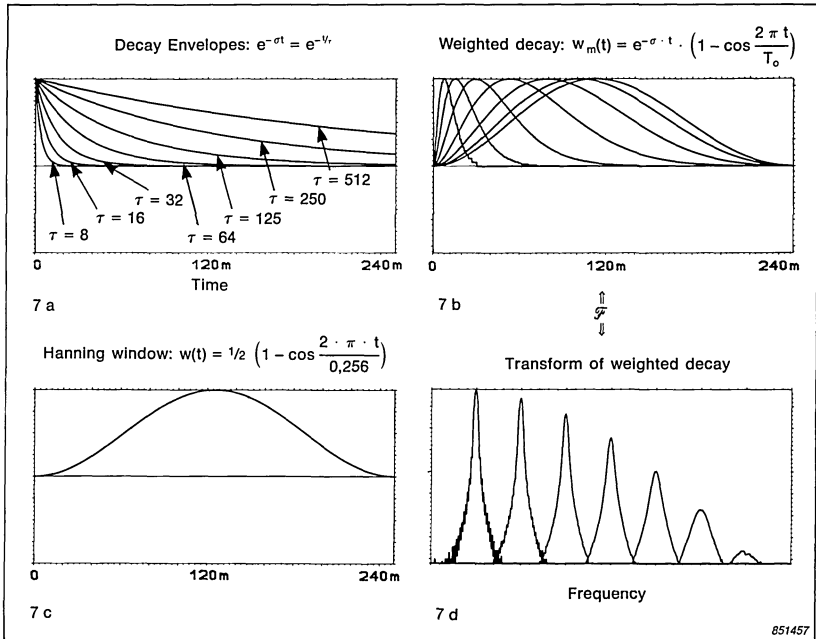 Decay Envelopes: e^{-σt} = e^{-t/τ}
0 120m 240m
Time
τ = 8
τ = 16
τ = 32
τ = 64
τ = 125
τ = 250
τ = 512
7 a
Weighted decay: w_m(t) = e^{-σ · t} · (1 – cos 2 π t / T_o)
0 120m 240m
7 b
⇑
ℱ
⇓
Hanning window: w(t) = 1/2 (1 – cos 2 · π · t / 0,256)
0 120m 240m
7 c
Transform of weighted decay
Frequency
7 d
851457